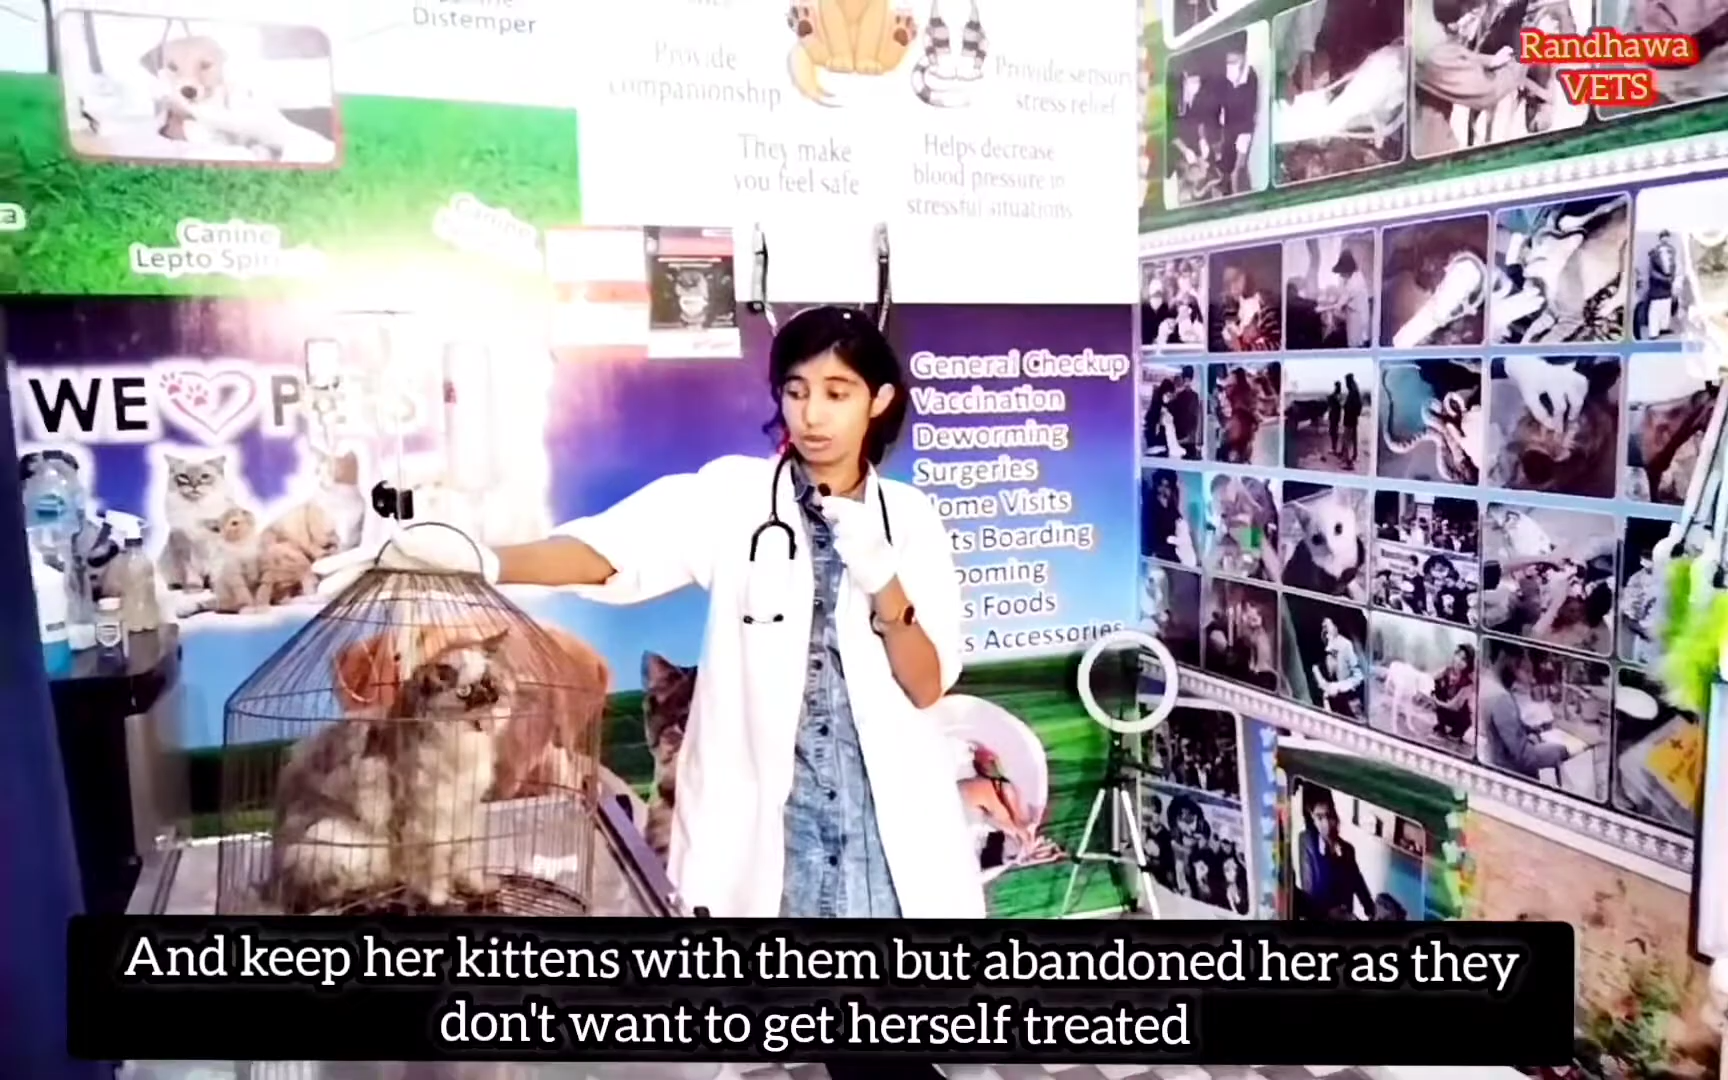 Distemper
Randhawa
VETS
Provide
companionship
Provide sensory
stress relief
They make
you feel safe
Helps decrease
blood pressure in
stressful situations
Canine
Lepto
Canine
WE PETS
General Checkup
Vaccination
Deworming
Surgeries
ome Visits
ts Boarding
ooming
s Foods
s Accessories
And keep her kittens with them but abandoned her as they
don't want to get herself treated